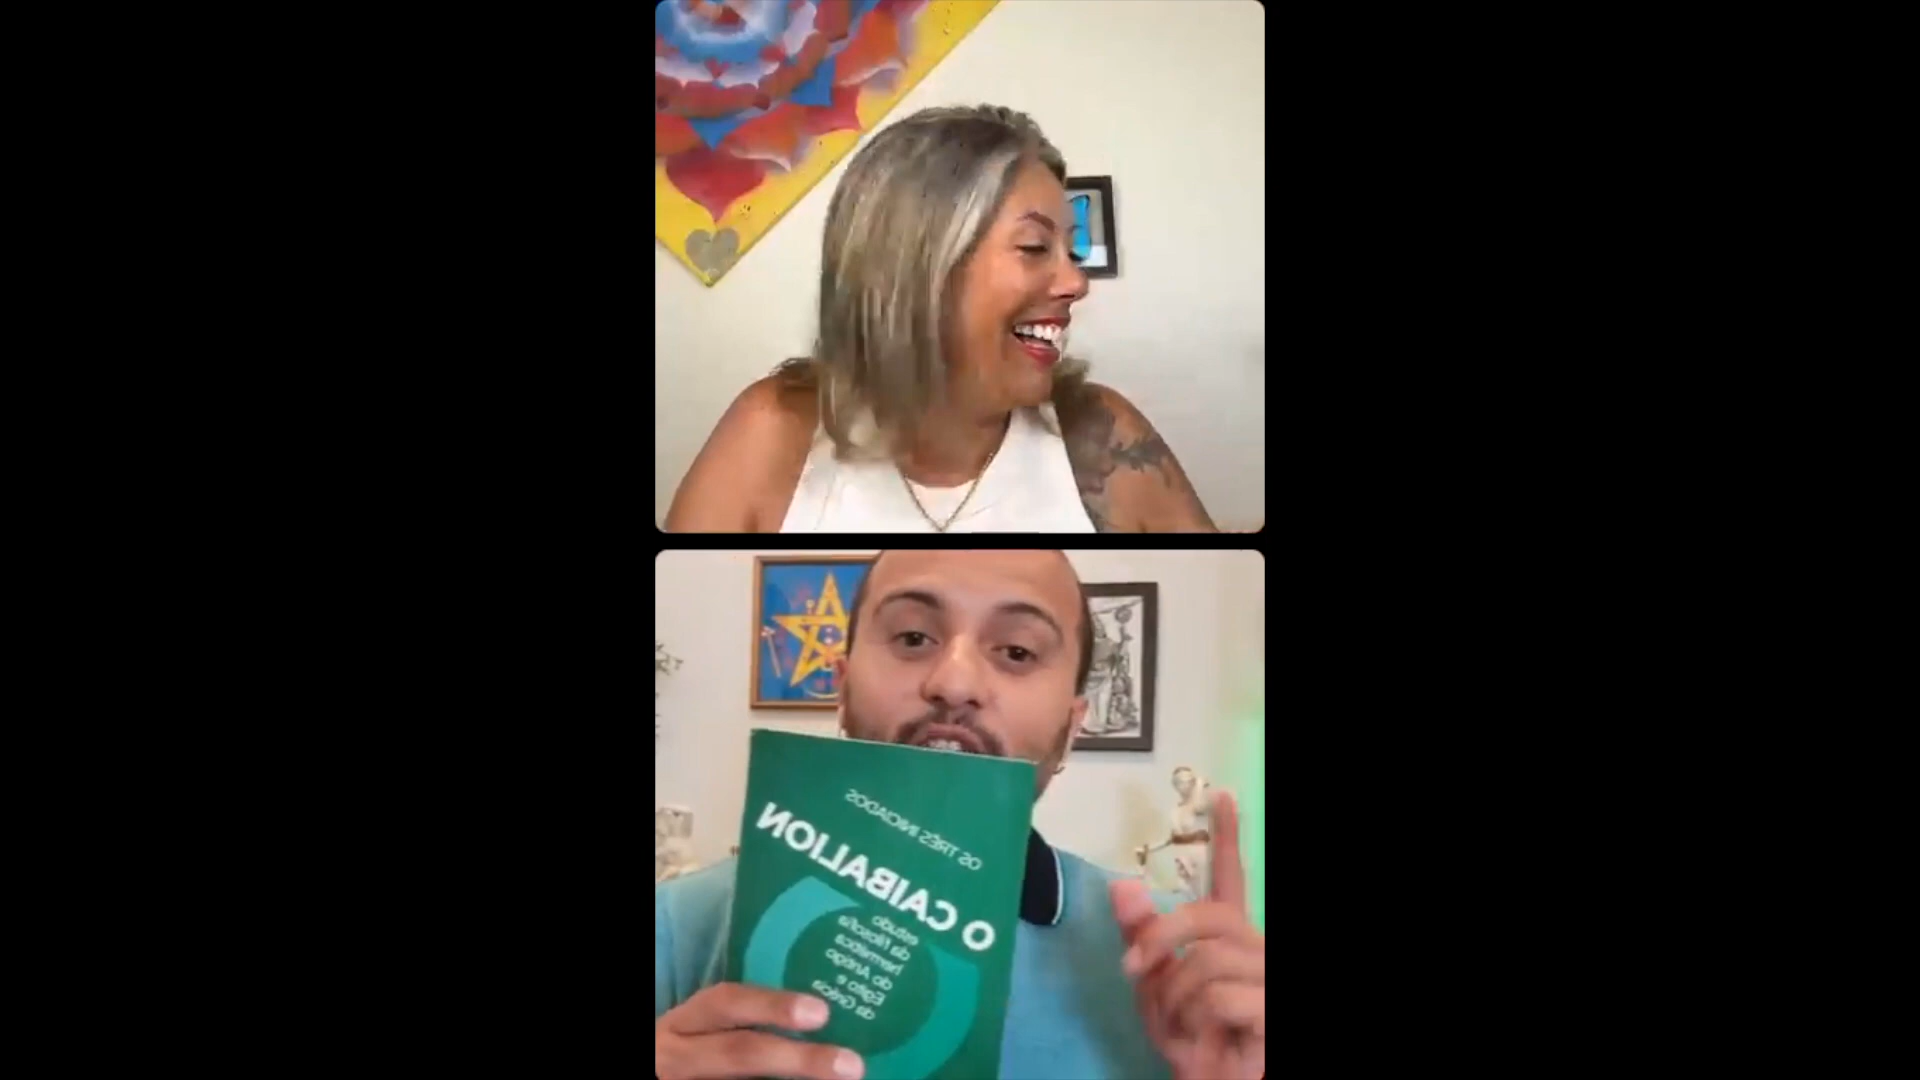 OS TRÊS INICIADOS
O CAIBALION
estudo
da filosofia
hermética
do Antigo
Egito e
da Grécia